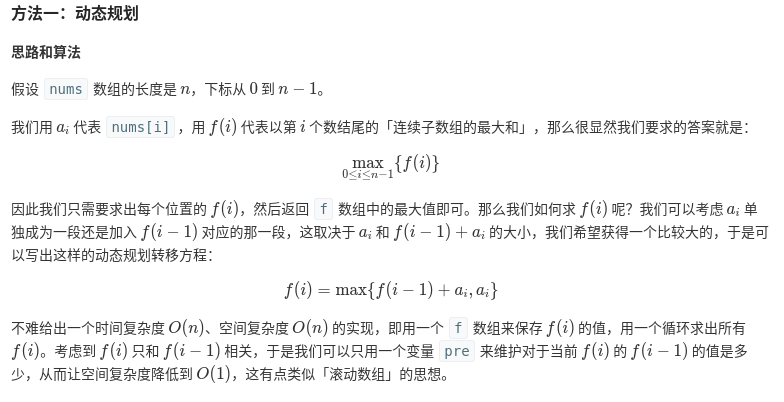 方法一：动态规划
思路和算法
假设 nums 数组的长度是 n，下标从 0 到 n − 1。
我们用 aᵢ 代表 nums[i]，用 f(i) 代表以第 i 个数结尾的「连续子数组的最大和」，那么很显然我们要求的答案就是：
max{f(i)}
0≤i≤n−1
因此我们只需要求出每个位置的 f(i)，然后返回 f 数组中的最大值即可。那么我们如何求 f(i) 呢？我们可以考虑 aᵢ 单
独成为一段还是加入 f(i − 1) 对应的那一段，这取决于 aᵢ 和 f(i − 1) + aᵢ 的大小，我们希望获得一个比较大的，于是可
以写出这样的动态规划转移方程：
f(i) = max{f(i − 1) + aᵢ, aᵢ}
不难给出一个时间复杂度 O(n)、空间复杂度 O(n) 的实现，即用一个 f 数组来保存 f(i) 的值，用一个循环求出所有
f(i)。考虑到 f(i) 只和 f(i − 1) 相关，于是我们可以只用一个变量 pre 来维护对于当前 f(i) 的 f(i − 1) 的值是多
少，从而让空间复杂度降低到 O(1)，这有点类似「滚动数组」的思想。